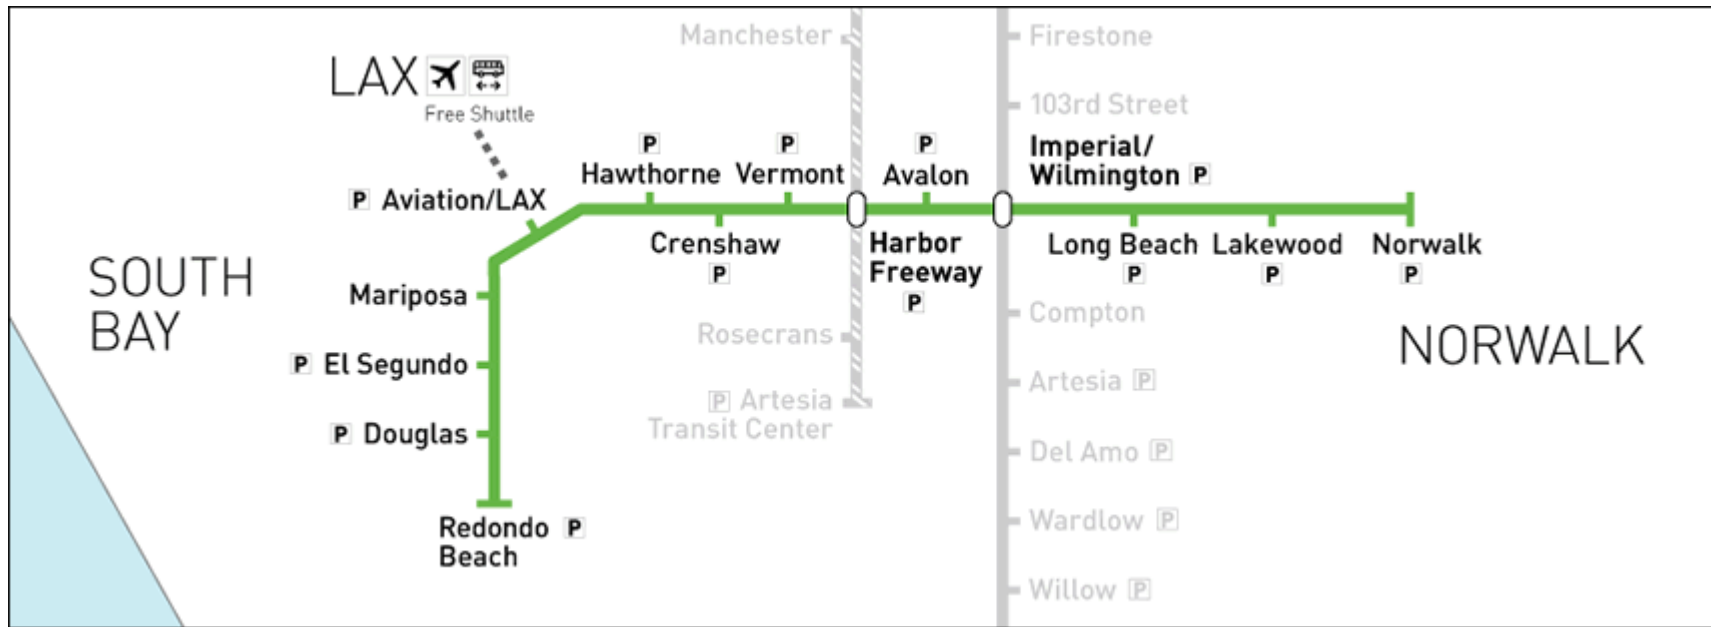 Manchester
Firestone
LAX
Free Shuttle
103rd Street
P
P
P
Imperial/
Hawthorne
Vermont
Avalon
Wilmington P
P Aviation/LAX
Crenshaw
P
Harbor
Freeway
P
Long Beach
P
Lakewood
P
Norwalk
P
SOUTH
BAY
Mariposa
Compton
Rosecrans
NORWALK
P El Segundo
Artesia P
P Artesia
Transit Center
P Douglas
Del Amo P
Redondo P
Beach
Wardlow P
Willow P